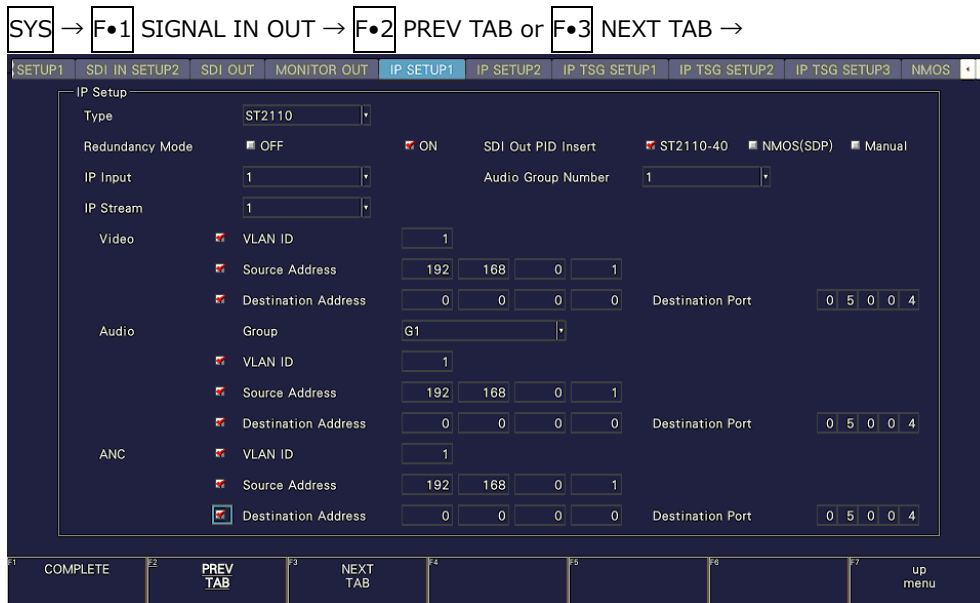 SYS → F•1 SIGNAL IN OUT → F•2 PREV TAB or F•3 NEXT TAB →
SETUP1 SDI IN SETUP2 SDI OUT MONITOR OUT IP SETUP1 IP SETUP2 IP TSG SETUP1 IP TSG SETUP2 IP TSG SETUP3 NMOS
IP Setup
Type ST2110
Redundancy Mode OFF ON SDI Out PID Insert ST2110-40 NMOS(SDP) Manual
IP Input 1 Audio Group Number 1
IP Stream 1
Video VLAN ID 1
Source Address 192 168 0 1
Destination Address 0 0 0 0 Destination Port 0 5 0 0 4
Audio Group G1
VLAN ID 1
Source Address 192 168 0 1
Destination Address 0 0 0 0 Destination Port 0 5 0 0 4
ANC VLAN ID 1
Source Address 192 168 0 1
Destination Address 0 0 0 0 Destination Port 0 5 0 0 4
F1 COMPLETE F2 PREV TAB F3 NEXT TAB F4 F5 F6 F7 up menu